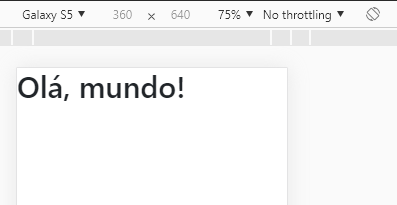 Galaxy S5 ▼ 360 × 640 75% ▼ No throttling ▼
Olá, mundo!